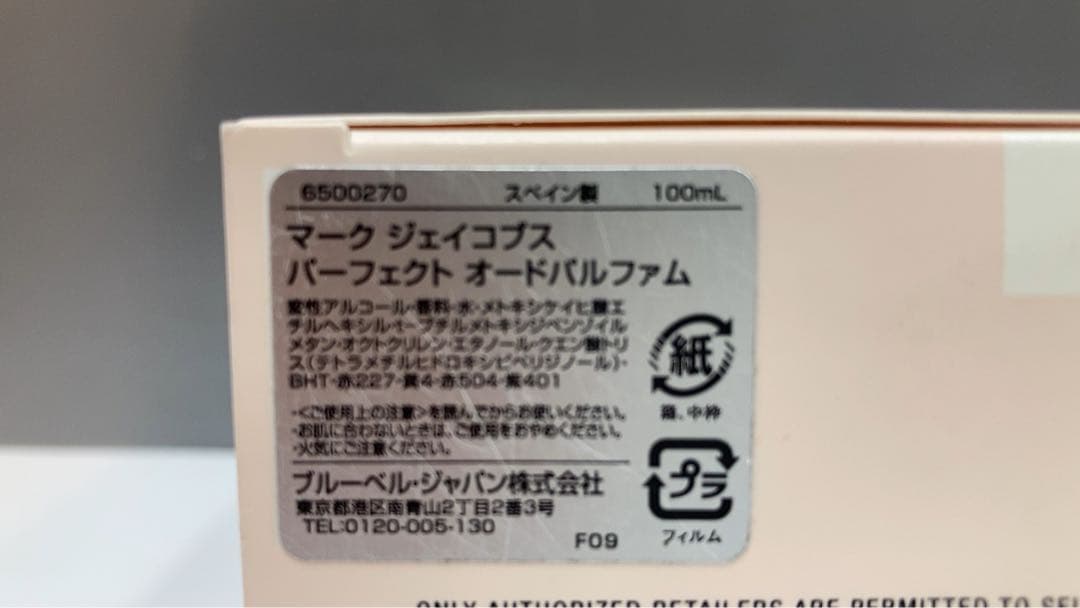 6500270 スペイン製 100mL
マーク ジェイコブス
パーフェクト オードパルファム
変性アルコール・香料・水・メトキシケイヒ酸エ
チルヘキシル・t-ブチルメトキシジベンゾイル
メタン・オクトクリレン・エタノール・クエン酸トリ
ス(テトラメチルヒドロキシピペリジノール)・
BHT・赤227・黄4・赤504・紫401
・<ご使用上の注意>を読んでからお使いください。
・お肌に合わないときは、ご使用をおやめください。
・火気にご注意ください。
ブルーベル・ジャパン株式会社
東京都港区南青山2丁目2番3号
TEL:0120-005-130
F09
紙
箱、中枠
プラ
フィルム
ONLY AUTHORIZED RETAILERS ARE PERMITTED TO SEL